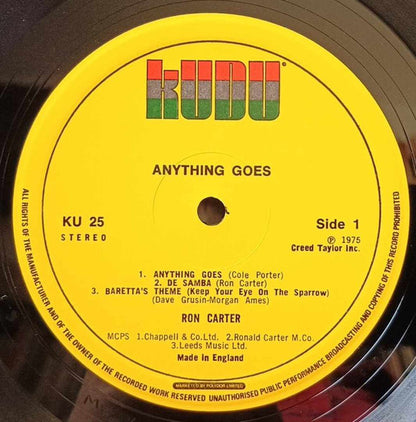 KUDU
ANYTHING GOES
KU 25
STEREO
Side 1
℗ 1975
Creed Taylor Inc.
1. ANYTHING GOES (Cole Porter)
2. DE SAMBA (Ron Carter)
3. BARETTA'S THEME (Keep Your Eye On The Sparrow)
(Dave Grusin-Morgan Ames)
RON CARTER
MCPS 1.Chappell & Co.Ltd. 2.Ronald Carter M.Co.
3.Leeds Music Ltd.
Made in England
MARKETED BY POLYDOR LIMITED
ALL RIGHTS OF THE MANUFACTURER AND OF THE OWNER OF THE RECORDED WORK RESERVED UNAUTHORISED PUBLIC PERFORMANCE BROADCASTING AND COPYING OF THIS RECORD PROHIBITED